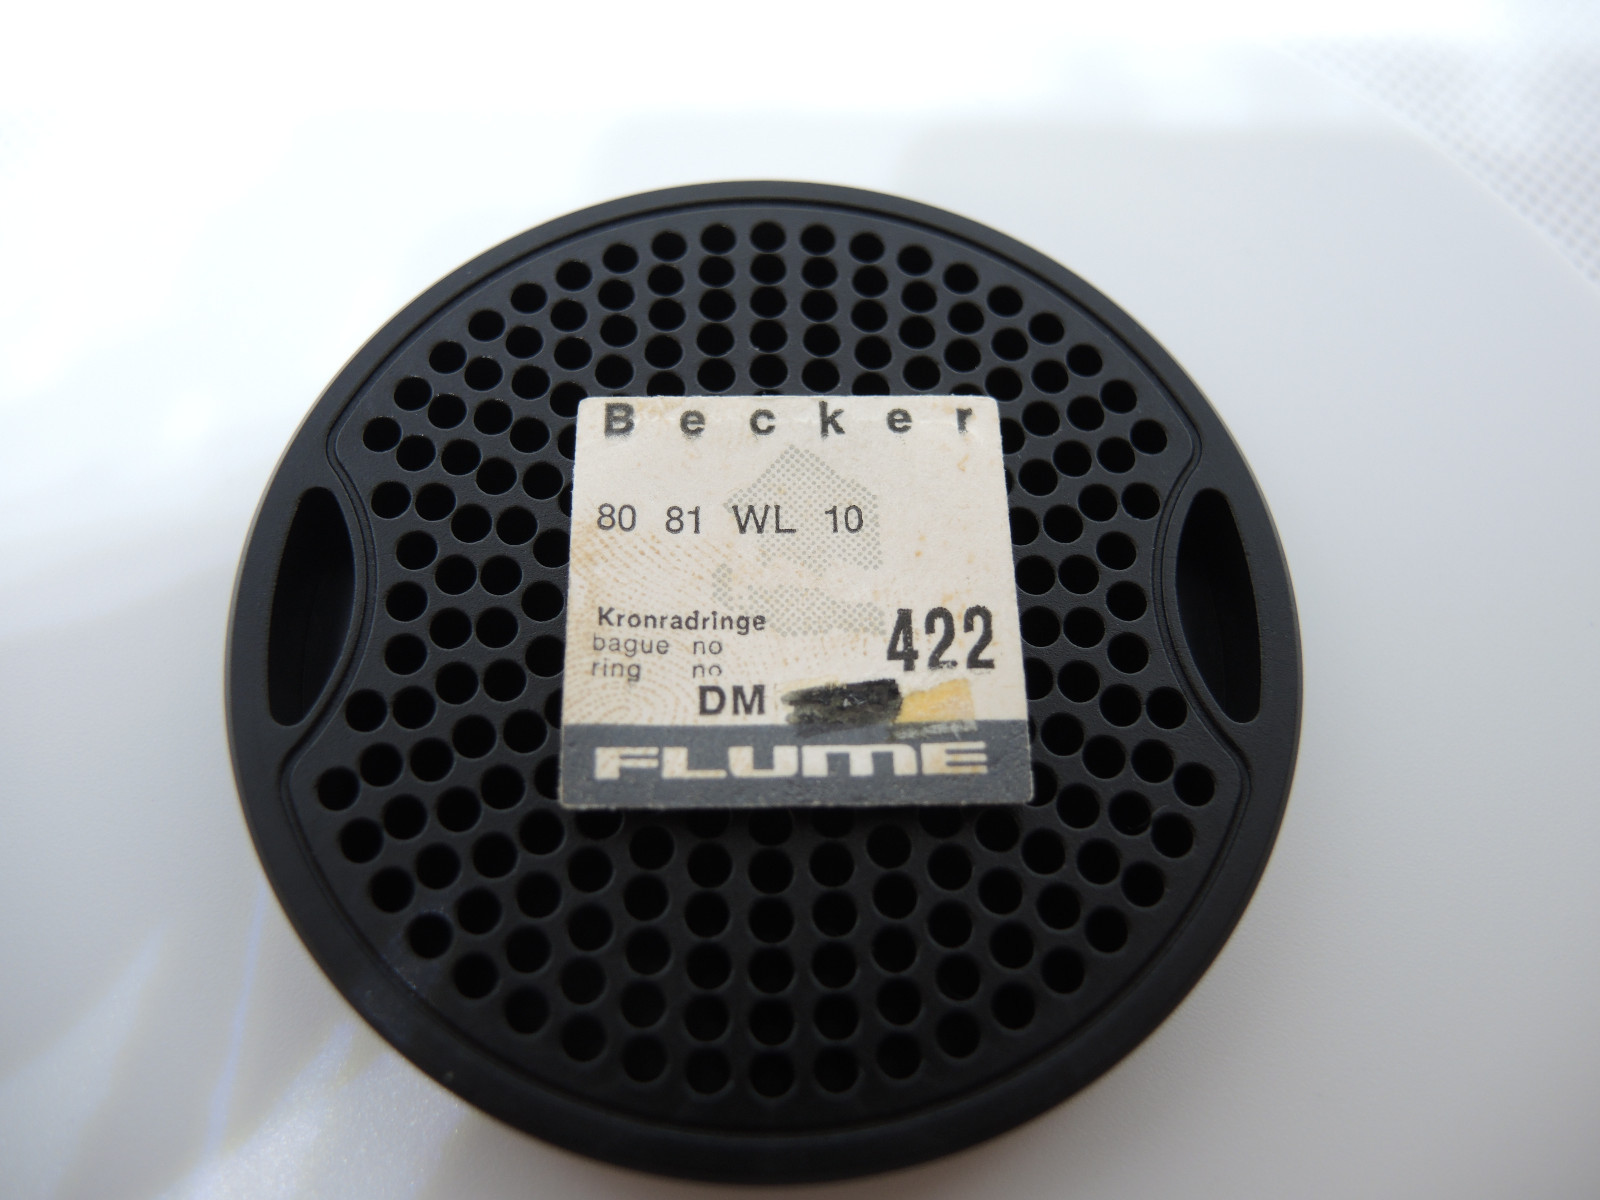 Becker
80 81 WL 10
Kronradringe
bague no
ring no
422
DM
FLUME